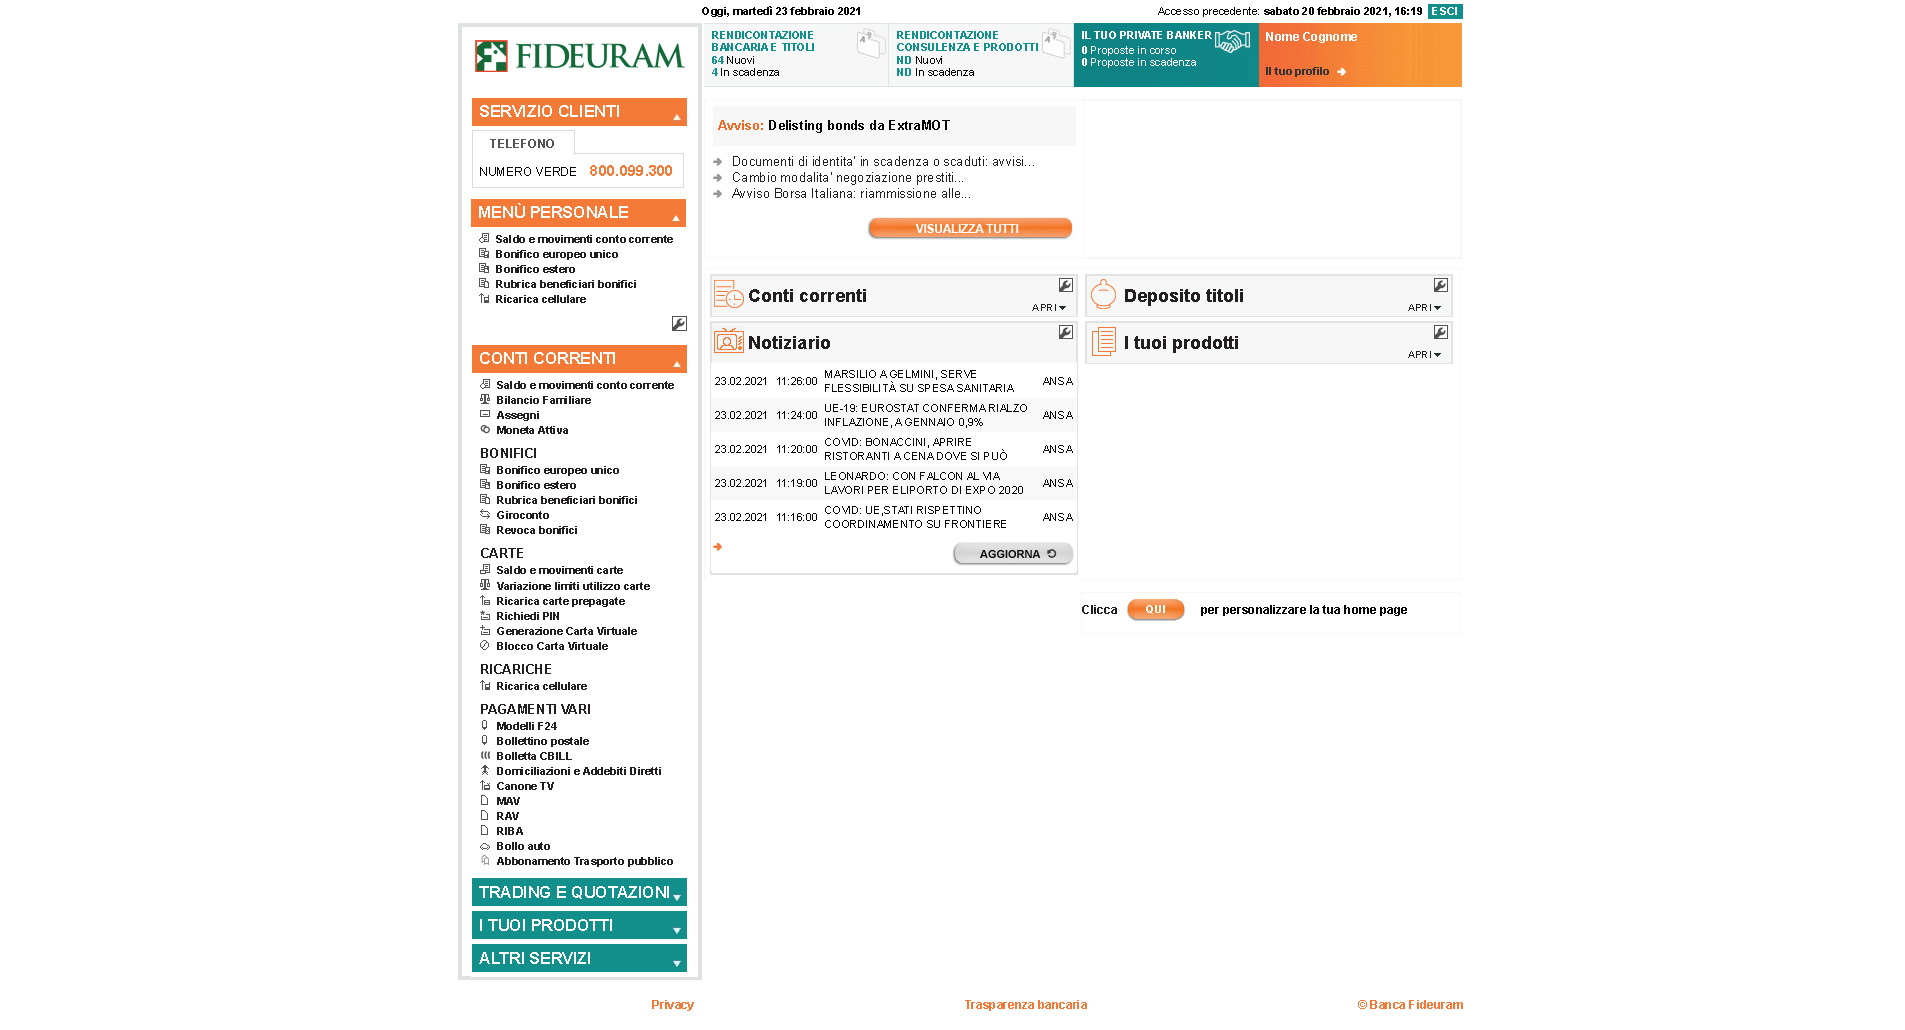 Oggi, martedì 23 febbraio 2021
Accesso precedente: sabato 20 febbraio 2021, 16:19 ESCI
FIDEURAM
RENDICONTAZIONE
BANCARIA E TITOLI
64 Nuovi
4 In scadenza
RENDICONTAZIONE
CONSULENZA E PRODOTTI
ND Nuovi
ND In scadenza
IL TUO PRIVATE BANKER
0 Proposte in corso
0 Proposte in scadenza
Nome Cognome
Il tuo profilo
SERVIZIO CLIENTI
TELEFONO
NUMERO VERDE 800.099.300
MENÙ PERSONALE
Saldo e movimenti conto corrente
Bonifico europeo unico
Bonifico estero
Rubrica beneficiari bonifici
Ricarica cellulare
CONTI CORRENTI
Saldo e movimenti conto corrente
Bilancio Familiare
Assegni
Moneta Attiva
BONIFICI
Bonifico europeo unico
Bonifico estero
Rubrica beneficiari bonifici
Giroconto
Revoca bonifici
CARTE
Saldo e movimenti carte
Variazione limiti utilizzo carte
Ricarica carte prepagate
Richiedi PIN
Generazione Carta Virtuale
Blocco Carta Virtuale
RICARICHE
Ricarica cellulare
PAGAMENTI VARI
Modelli F24
Bollettino postale
Bolletta CBILL
Domiciliazioni e Addebiti Diretti
Canone TV
MAV
RAV
RIBA
Bollo auto
Abbonamento Trasporto pubblico
TRADING E QUOTAZIONI
I TUOI PRODOTTI
ALTRI SERVIZI
Avviso: Delisting bonds da ExtraMOT
Documenti di identita' in scadenza o scaduti: avvisi...
Cambio modalita' negoziazione prestiti...
Avviso Borsa Italiana: riammissione alle...
VISUALIZZA TUTTI
Conti correnti
APRI
Deposito titoli
APRI
Notiziario
I tuoi prodotti
APRI
23.02.2021 11:26:00 MARSILIO A GELMINI, SERVE
FLESSIBILITÀ SU SPESA SANITARIA ANSA
23.02.2021 11:24:00 UE-19: EUROSTAT CONFERMA RIALZO
INFLAZIONE, A GENNAIO 0,9% ANSA
23.02.2021 11:20:00 COVID: BONACCINI, APRIRE
RISTORANTI A CENA DOVE SI PUÒ ANSA
23.02.2021 11:19:00 LEONARDO: CON FALCON AL VIA
LAVORI PER ELIPORTO DI EXPO 2020 ANSA
23.02.2021 11:16:00 COVID: UE,STATI RISPETTINO
COORDINAMENTO SU FRONTIERE ANSA
AGGIORNA
Clicca QUI per personalizzare la tua home page
Privacy
Trasparenza bancaria
© Banca Fideuram